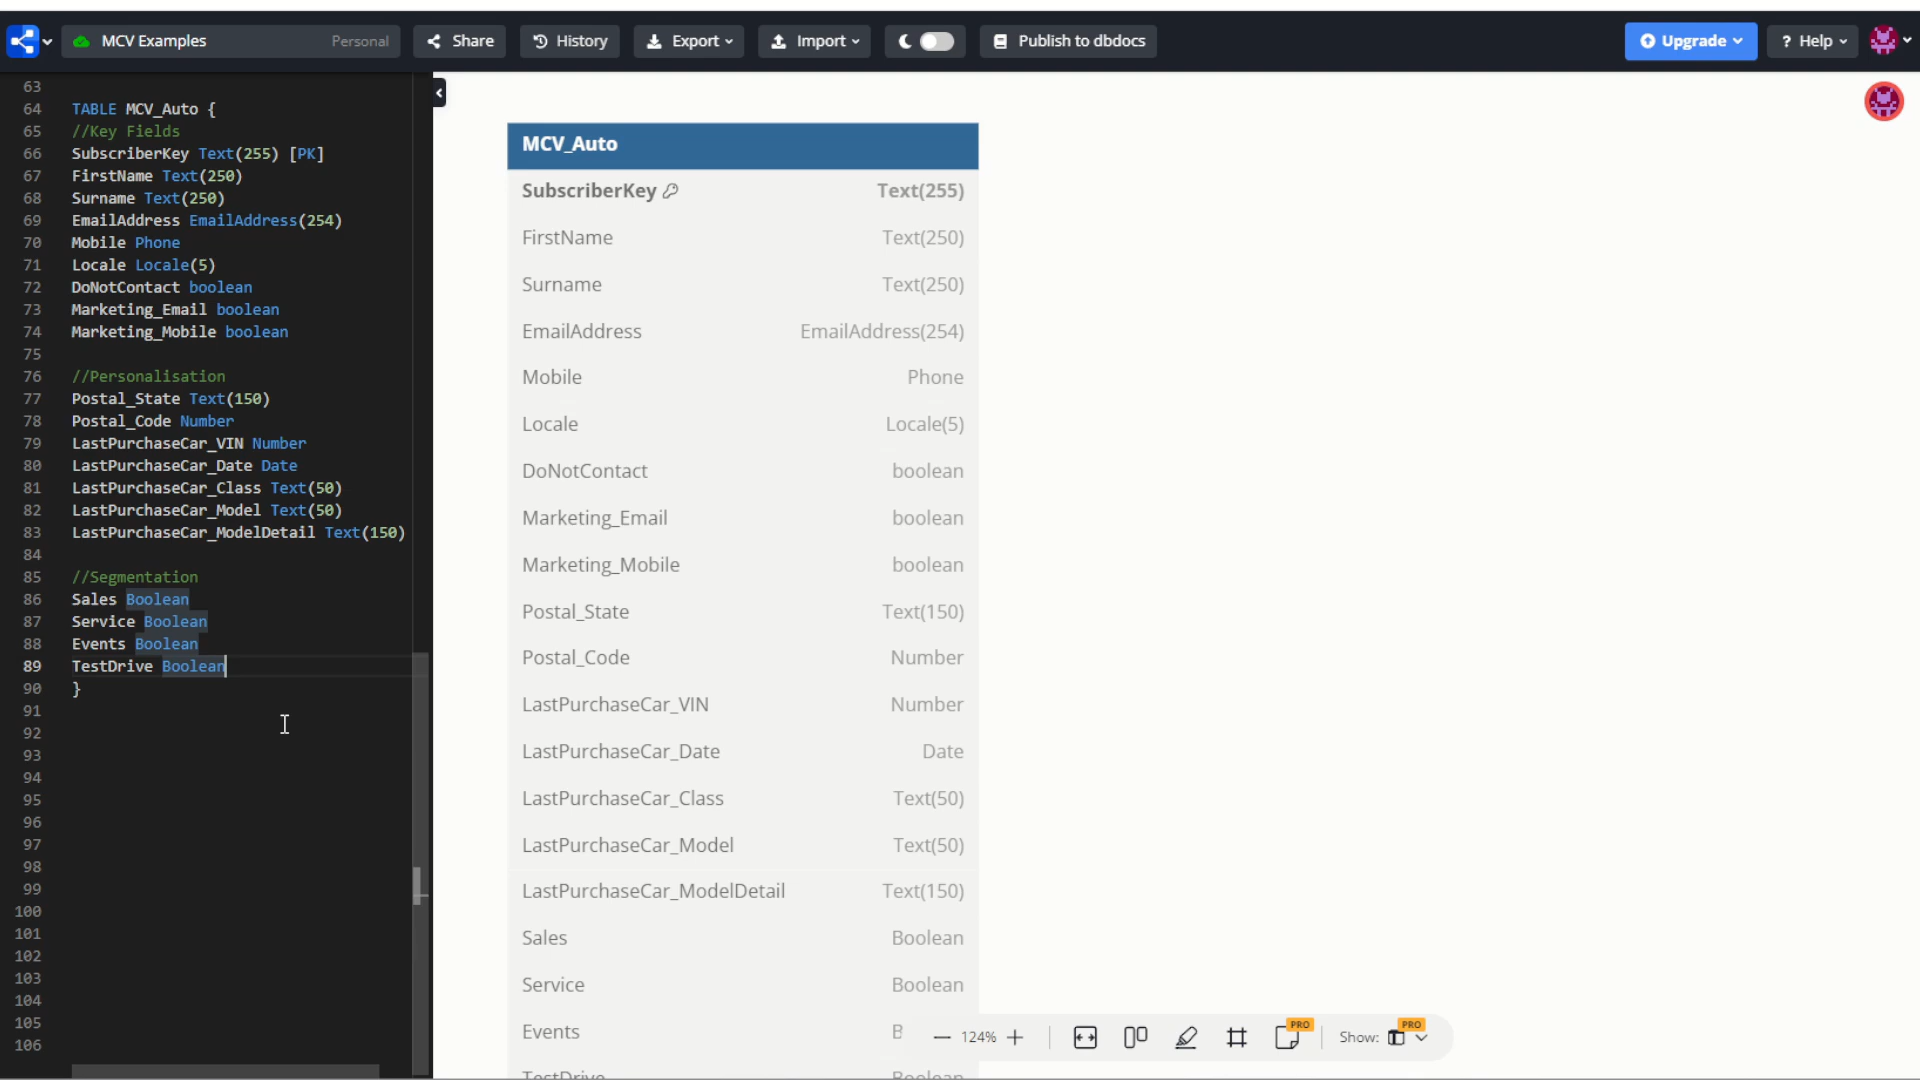 MCV Examples Personal Share History Export Import Publish to dbdocs Upgrade ? Help
63
64 TABLE MCV_Auto {
65 //Key Fields
66 SubscriberKey Text(255) [PK]
67 FirstName Text(250)
68 Surname Text(250)
69 EmailAddress EmailAddress(254)
70 Mobile Phone
71 Locale Locale(5)
72 DoNotContact boolean
73 Marketing_Email boolean
74 Marketing_Mobile boolean
75
76 //Personalisation
77 Postal_State Text(150)
78 Postal_Code Number
79 LastPurchaseCar_VIN Number
80 LastPurchaseCar_Date Date
81 LastPurchaseCar_Class Text(50)
82 LastPurchaseCar_Model Text(50)
83 LastPurchaseCar_ModelDetail Text(150)
84
85 //Segmentation
86 Sales Boolean
87 Service Boolean
88 Events Boolean
89 TestDrive Boolean
90 }
91
92
93
94
95
96
97
98
99
100
101
102
103
104
105
106
MCV_Auto
SubscriberKey Text(255)
FirstName Text(250)
Surname Text(250)
EmailAddress EmailAddress(254)
Mobile Phone
Locale Locale(5)
DoNotContact boolean
Marketing_Email boolean
Marketing_Mobile boolean
Postal_State Text(150)
Postal_Code Number
LastPurchaseCar_VIN Number
LastPurchaseCar_Date Date
LastPurchaseCar_Class Text(50)
LastPurchaseCar_Model Text(50)
LastPurchaseCar_ModelDetail Text(150)
Sales Boolean
Service Boolean
Events B
TestDrive Boolean
124% PRO Show: PRO